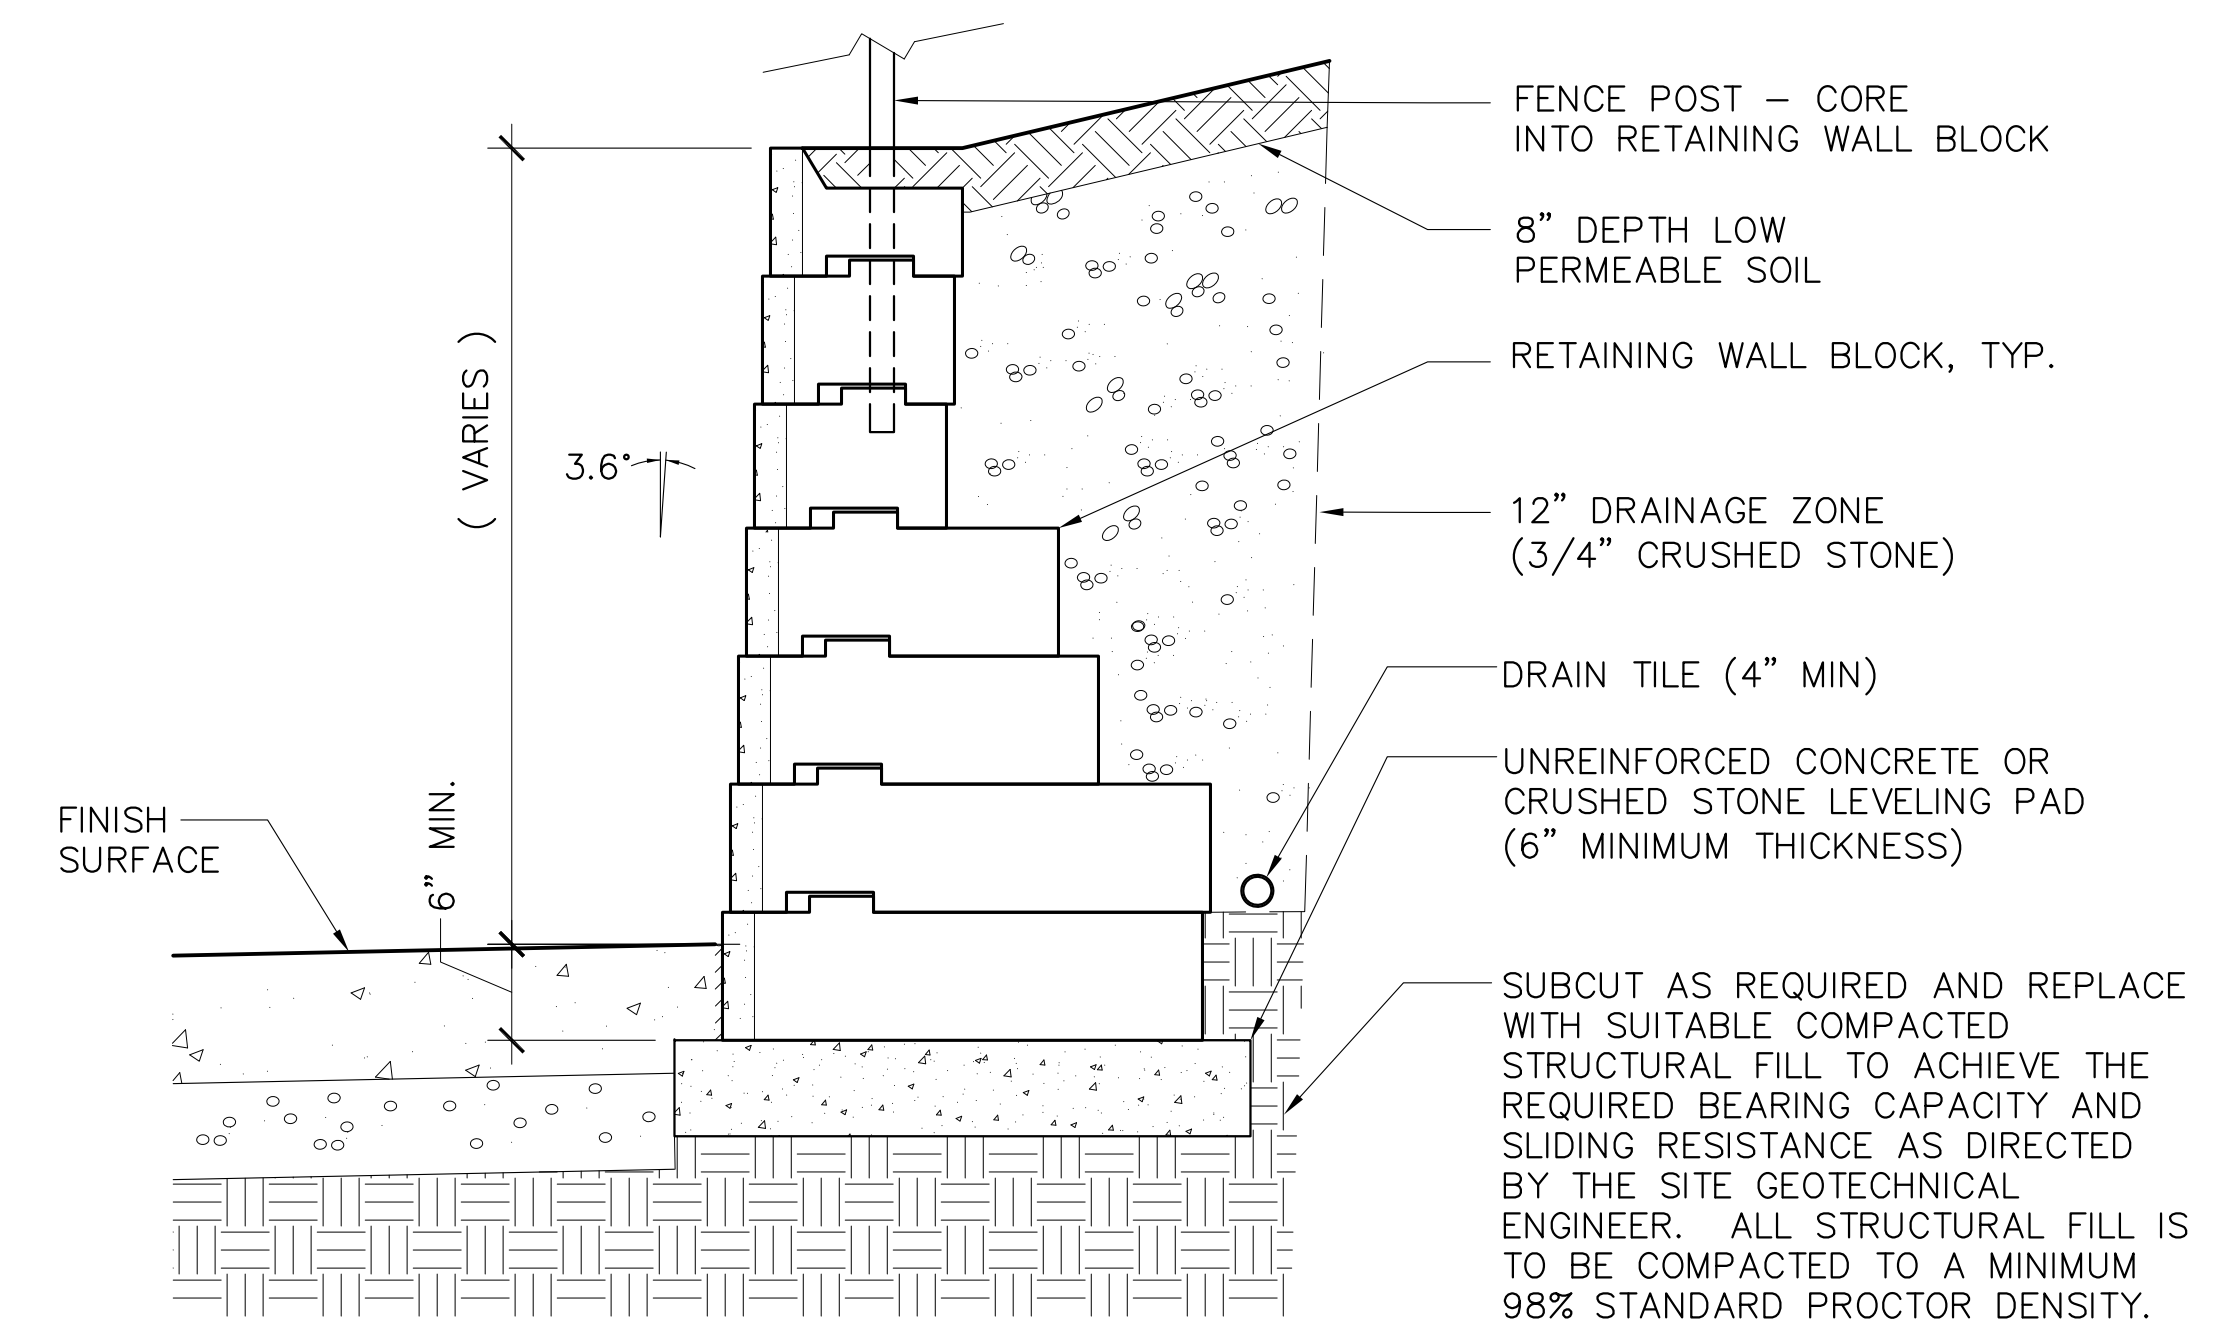 FENCE POST – CORE
INTO RETAINING WALL BLOCK
8” DEPTH LOW
PERMEABLE SOIL
RETAINING WALL BLOCK, TYP.
( VARIES )
3.6°
12” DRAINAGE ZONE
(3/4” CRUSHED STONE)
DRAIN TILE (4” MIN)
UNREINFORCED CONCRETE OR
CRUSHED STONE LEVELING PAD
(6” MINIMUM THICKNESS)
FINISH
SURFACE
6” MIN.
SUBCUT AS REQUIRED AND REPLACE
WITH SUITABLE COMPACTED
STRUCTURAL FILL TO ACHIEVE THE
REQUIRED BEARING CAPACITY AND
SLIDING RESISTANCE AS DIRECTED
BY THE SITE GEOTECHNICAL
ENGINEER. ALL STRUCTURAL FILL IS
TO BE COMPACTED TO A MINIMUM
98% STANDARD PROCTOR DENSITY.